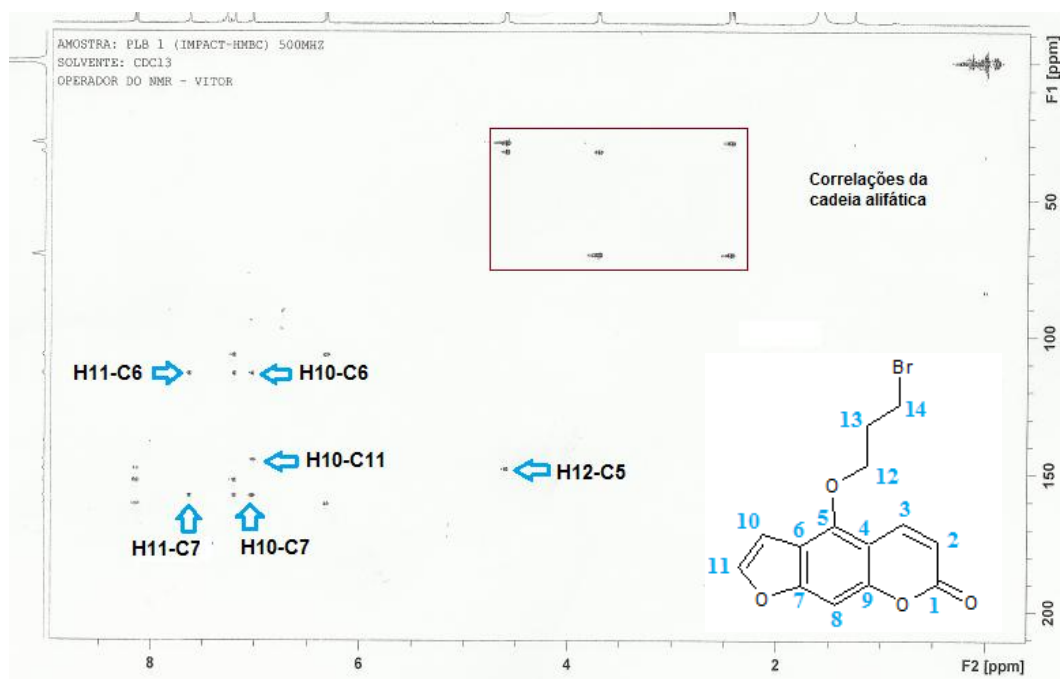 AMOSTRA: PLB 1 (IMPACT-HMBC) 500MHZ
SOLVENTE: CDC13
OPERADOR DO NMR - VITOR
F1 [ppm]
50
100
150
200
Correlações da
cadeia alifática
H11-C6
H10-C6
H10-C11
H12-C5
H11-C7
H10-C7
Br
13
14
12
O
10
5
4
3
6
2
11
O
7
8
9
O
1
O
8
6
4
2
F2 [ppm]